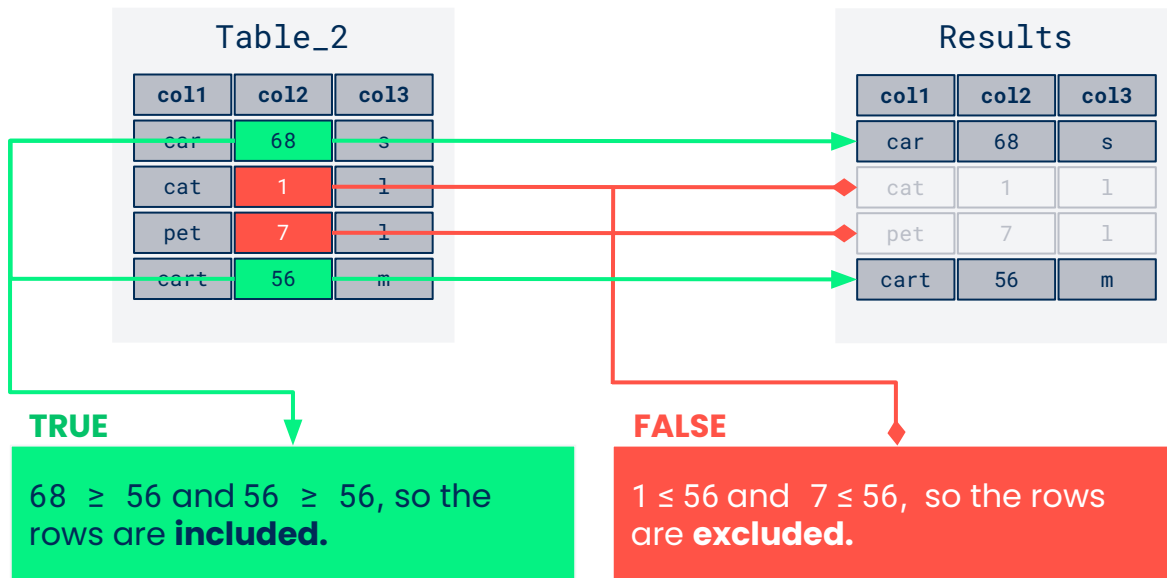 Table_2
Results
col1 col2 col3
car 68 s
cat 1 l
pet 7 l
cart 56 m
col1 col2 col3
car 68 s
cat 1 l
pet 7 l
cart 56 m
TRUE
68 ≥ 56 and 56 ≥ 56, so the
rows are included.
FALSE
1 ≤ 56 and 7 ≤ 56, so the rows
are excluded.